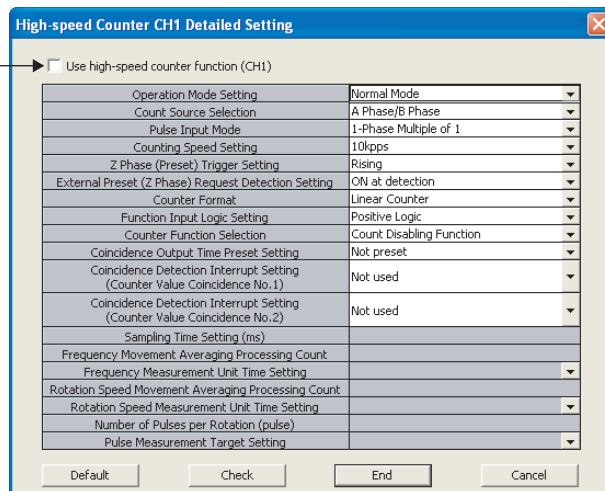 High-speed Counter CH1 Detailed Setting
Use high-speed counter function (CH1)
Operation Mode Setting Normal Mode
Count Source Selection A Phase/B Phase
Pulse Input Mode 1-Phase Multiple of 1
Counting Speed Setting 10kpps
Z Phase (Preset) Trigger Setting Rising
External Preset (Z Phase) Request Detection Setting ON at detection
Counter Format Linear Counter
Function Input Logic Setting Positive Logic
Counter Function Selection Count Disabling Function
Coincidence Output Time Preset Setting Not preset
Coincidence Detection Interrupt Setting
(Counter Value Coincidence No.1) Not used
Coincidence Detection Interrupt Setting
(Counter Value Coincidence No.2) Not used
Sampling Time Setting (ms)
Frequency Movement Averaging Processing Count
Frequency Measurement Unit Time Setting
Rotation Speed Movement Averaging Processing Count
Rotation Speed Measurement Unit Time Setting
Number of Pulses per Rotation (pulse)
Pulse Measurement Target Setting
Default Check End Cancel